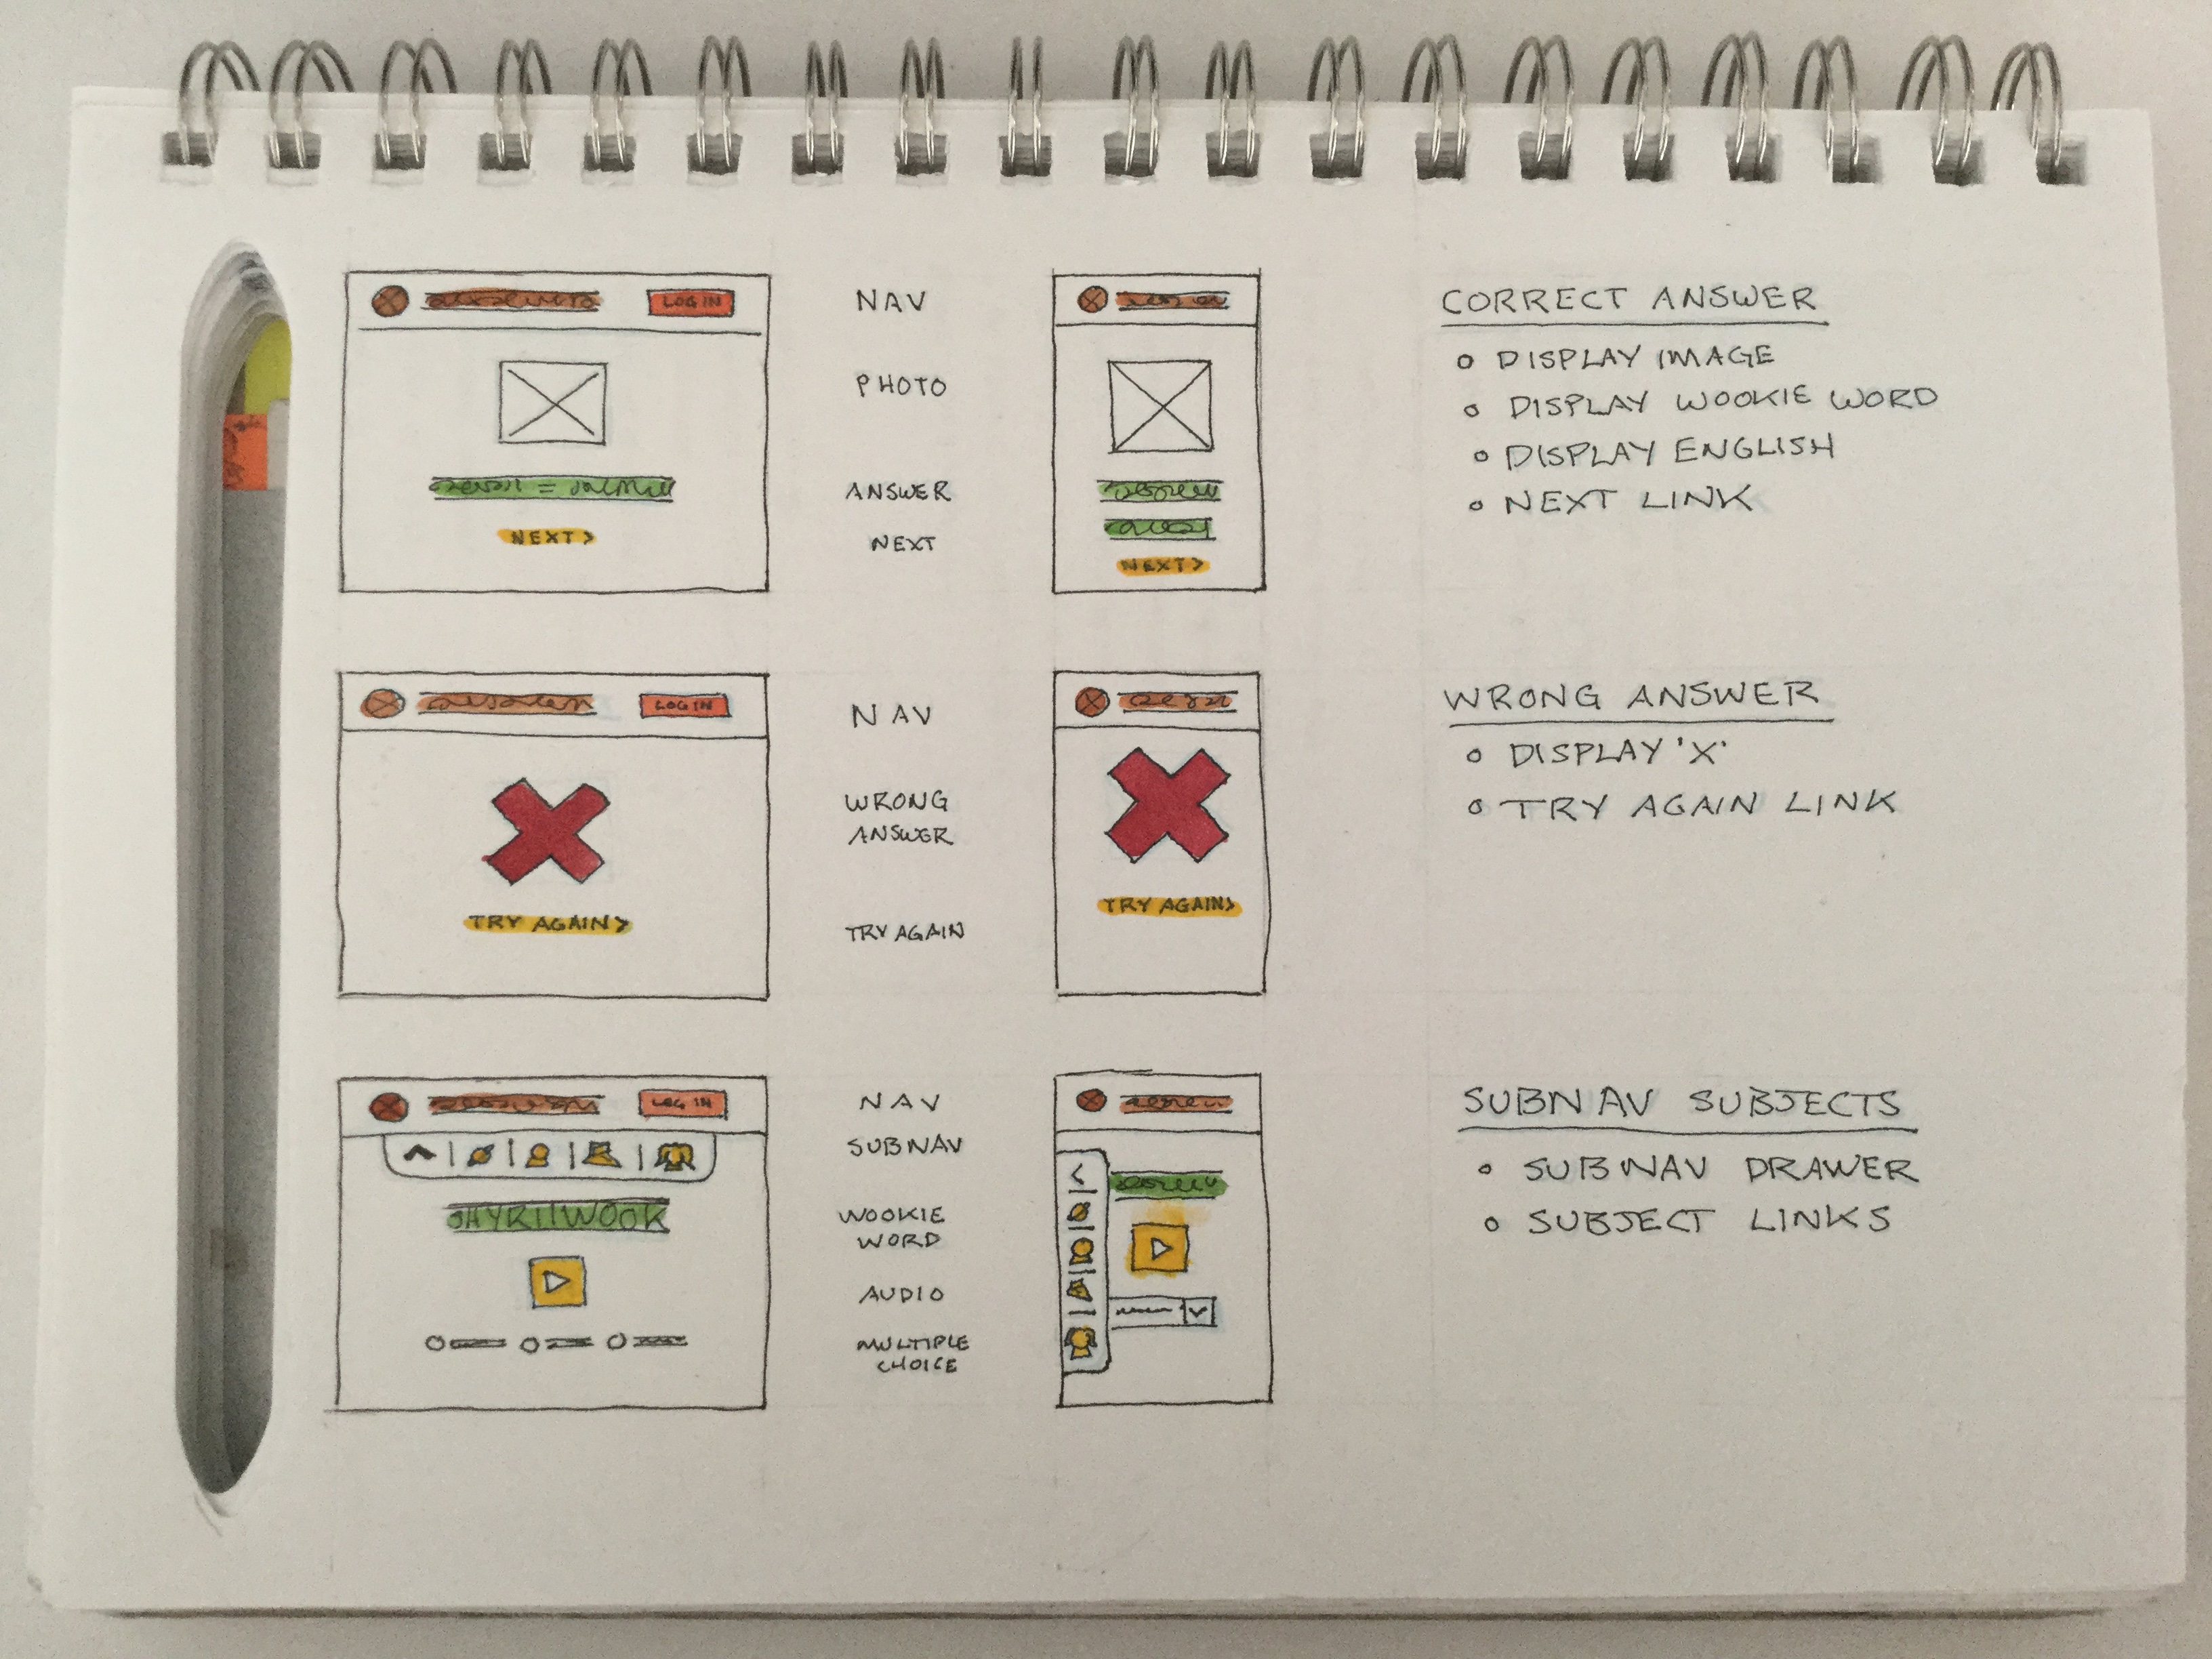 LOG IN
NEXT >
NAV
PHOTO
ANSWER
NEXT
NEXT >
CORRECT ANSWER
DISPLAY IMAGE
DISPLAY WOOKIE WORD
DISPLAY ENGLISH
NEXT LINK
LOG IN
TRY AGAIN >
NAV
WRONG
ANSWER
TRY AGAIN
TRY AGAIN >
WRONG ANSWER
DISPLAY 'X'
TRY AGAIN LINK
LOG IN
NAV
SUBNAV
WOOKIE
WORD
AUDIO
MULTIPLE
CHOICE
SUBNAV SUBJECTS
SUBNAV DRAWER
SUBJECT LINKS